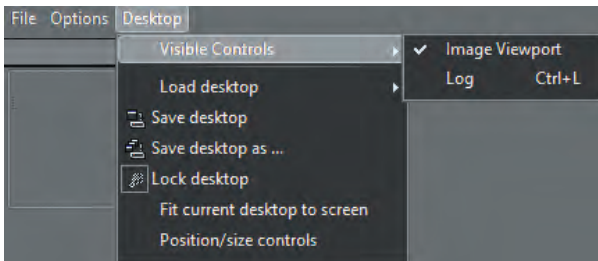 File Options Desktop
Visible Controls
Image Viewport
Log Ctrl+L
Load desktop
Save desktop
Save desktop as ...
Lock desktop
Fit current desktop to screen
Position/size controls